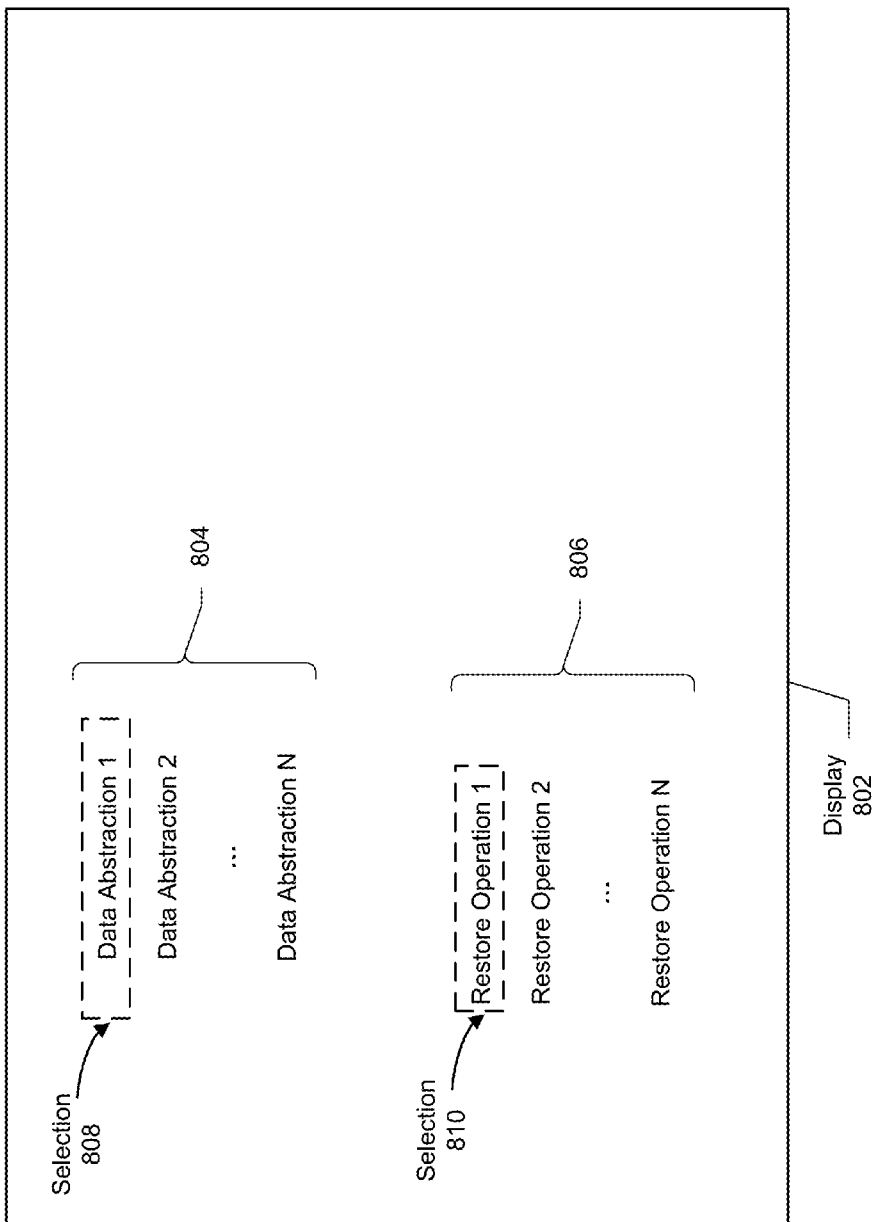 Selection
808
Data Abstraction 1
Data Abstraction 2
...
Data Abstraction N
804
Selection
810
Restore Operation 1
Restore Operation 2
...
Restore Operation N
806
Display
802